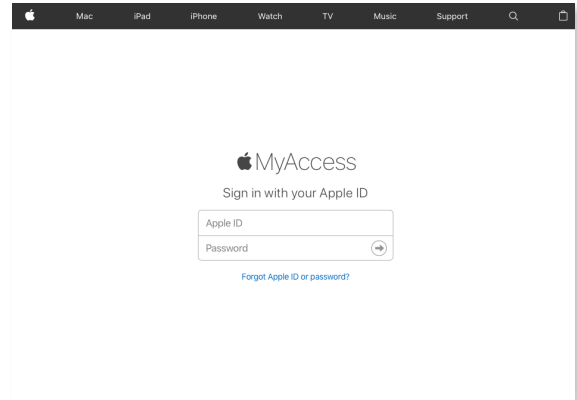 Mac iPad iPhone Watch TV Music Support
MyAccess
Sign in with your Apple ID
Apple ID
Password
Forgot Apple ID or password?